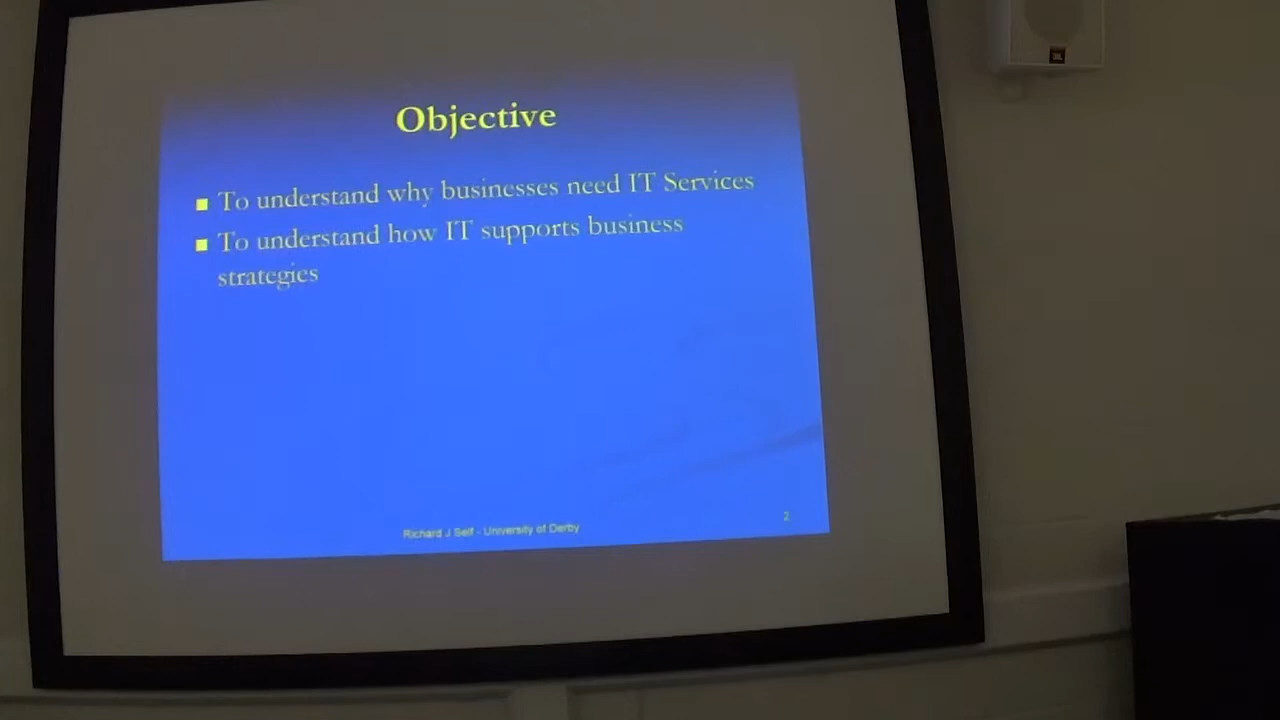 Objective
To understand why businesses need IT Services
To understand how IT supports business
strategies
Richard J Self - University of Derby
2
JBL